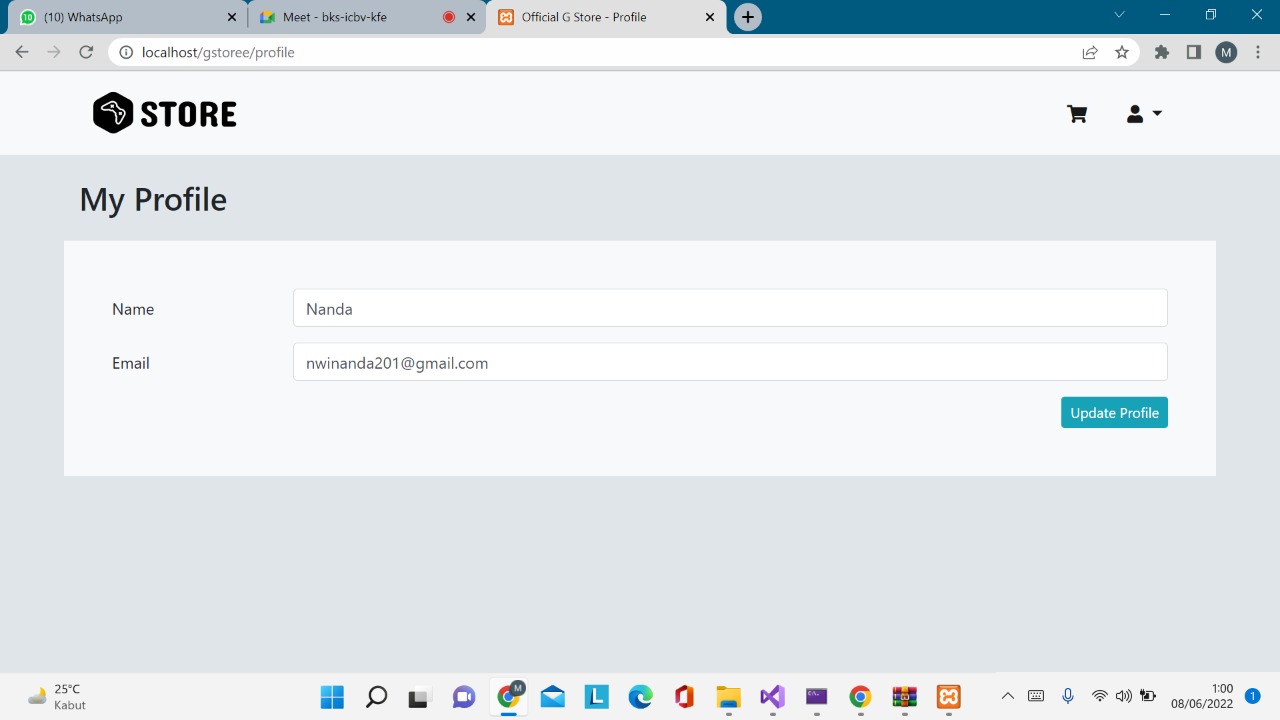 (10) WhatsApp
Meet - bks-icbv-kfe
Official G Store - Profile
localhost/gstoree/profile
M
STORE
My Profile
Name
Nanda
Email
nwinanda201@gmail.com
Update Profile
25°C
Kabut
M
L
1:00
08/06/2022
1